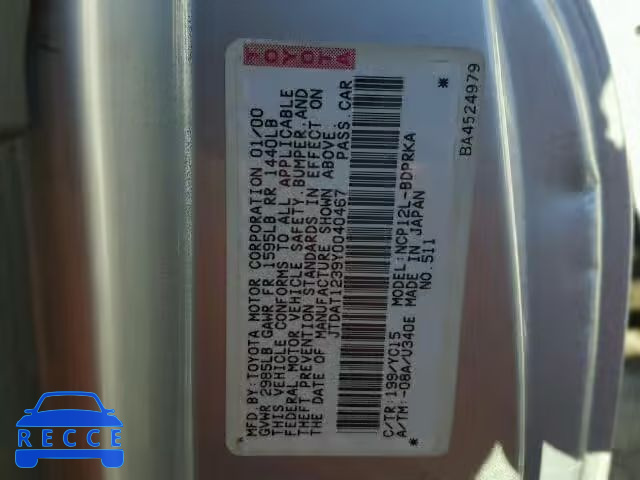 TOYOTA
MFD.BY:TOYOTA MOTOR CORPORATION 01/00
GVWR 2985LB GAWR FR 1595LB RR 1440LB
THIS VEHICLE CONFORMS TO ALL APPLICABLE
FEDERAL MOTOR VEHICLE SAFETY,BUMPER,AND
THEFT PREVENTION STANDARDS IN EFFECT ON
THE DATE OF MANUFACTURE SHOWN ABOVE.
JTDAT1239Y0040467 PASS.CAR
C/TR:199/YC15 MODEL:NCP12L-BDPRKA
A/TM:-08A/U340E MADE IN JAPAN
* NO.511 *
BA4524979
RECCE